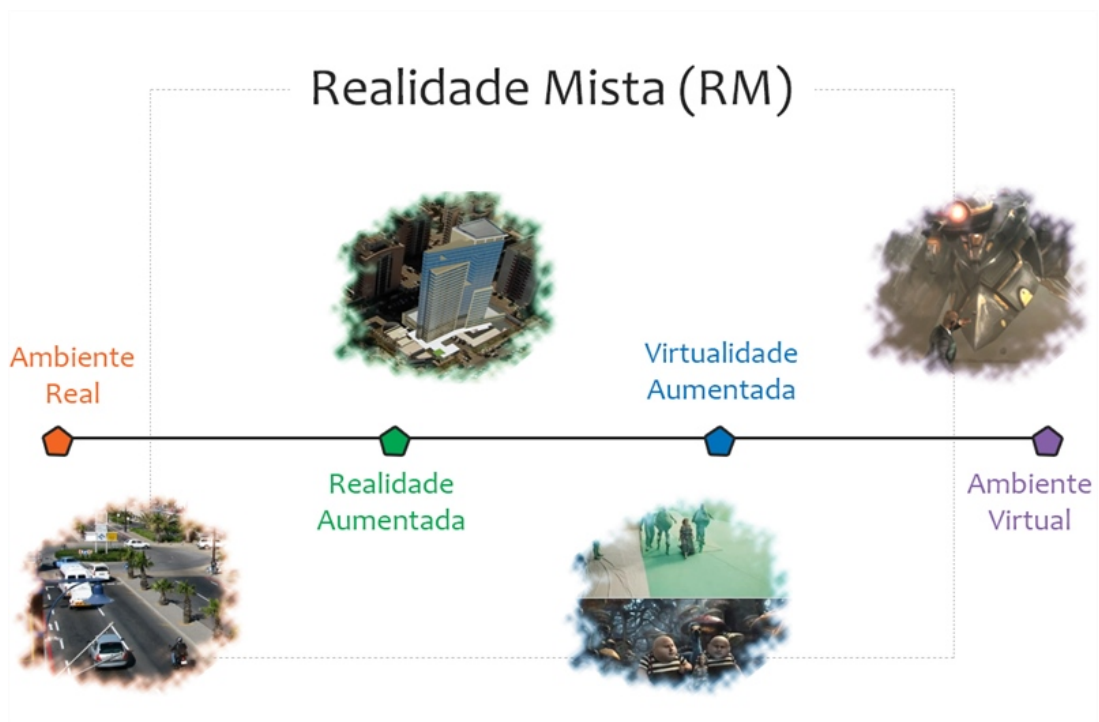 Realidade Mista (RM)
Ambiente
Real
Realidade
Aumentada
Virtualidade
Aumentada
Ambiente
Virtual